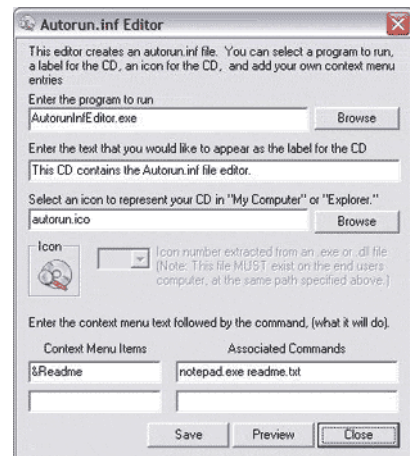 Autorun.inf Editor
This editor creates an autorun.inf file. You can select a program to run,
a label for the CD, an icon for the CD, and add your own context menu
entries
Enter the program to run
AutorunInfEditor.exe
Browse
Enter the text that you would like to appear as the label for the CD
This CD contains the Autorun.inf file editor.
Select an icon to represent your CD in "My Computer" or "Explorer."
autorun.ico
Browse
Icon
Icon number extracted from an .exe or .dl file
(Note: This file MUST exist on the end users
computer, at the same path specified above.)
Enter the context menu text followed by the command, (what it will do).
Context Menu Items Associated Commands
&Readme notepad.exe readme.txt
Save Preview Close